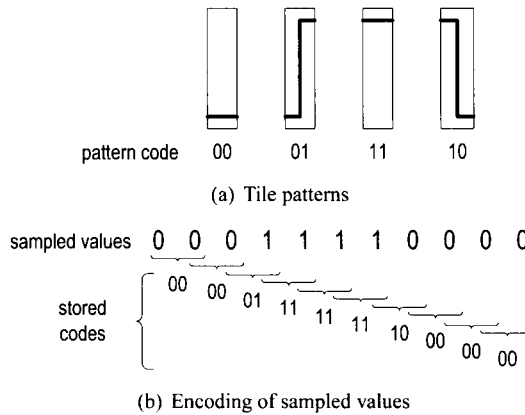 pattern code 00 01 11 10
(a) Tile patterns
sampled values 0 0 0 1 1 1 1 0 0 0 0
stored codes
00 00 01 11 11 11 10 00 00 00
(b) Encoding of sampled values